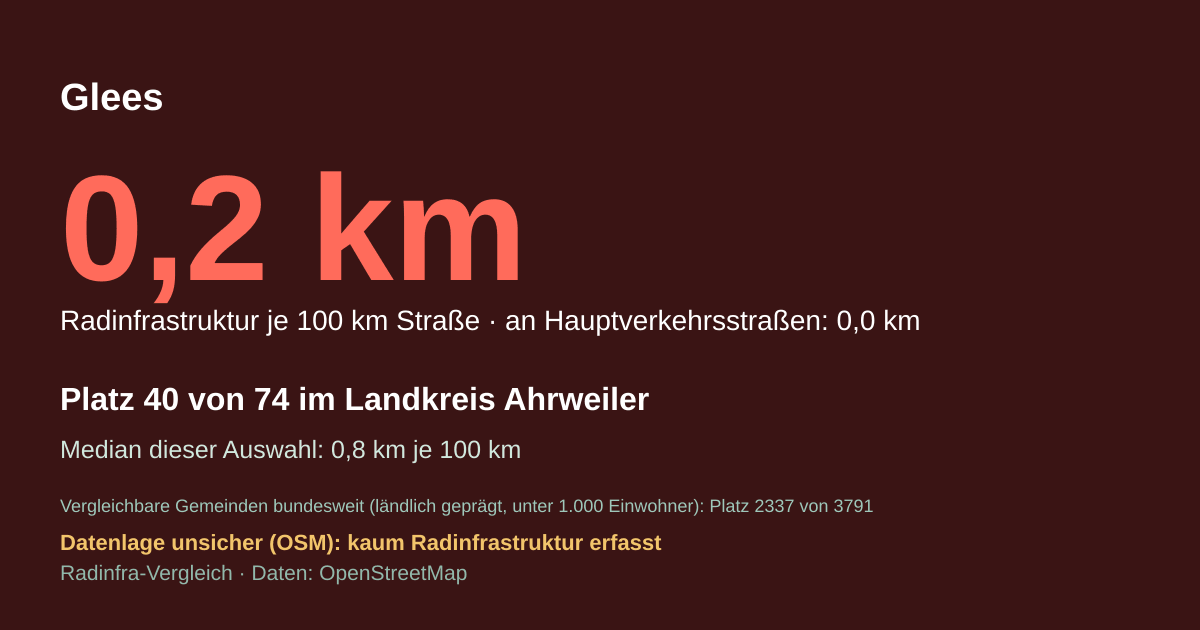 Glees
0,2 km
Radinfrastruktur je 100 km Straße · an Hauptverkehrsstraßen: 0,0 km
Platz 40 von 74 im Landkreis Ahrweiler
Median dieser Auswahl: 0,8 km je 100 km
Vergleichbare Gemeinden bundesweit (ländlich geprägt, unter 1.000 Einwohner): Platz 2337 von 3791
Datenlage unsicher (OSM): kaum Radinfrastruktur erfasst
Radinfra-Vergleich · Daten: OpenStreetMap